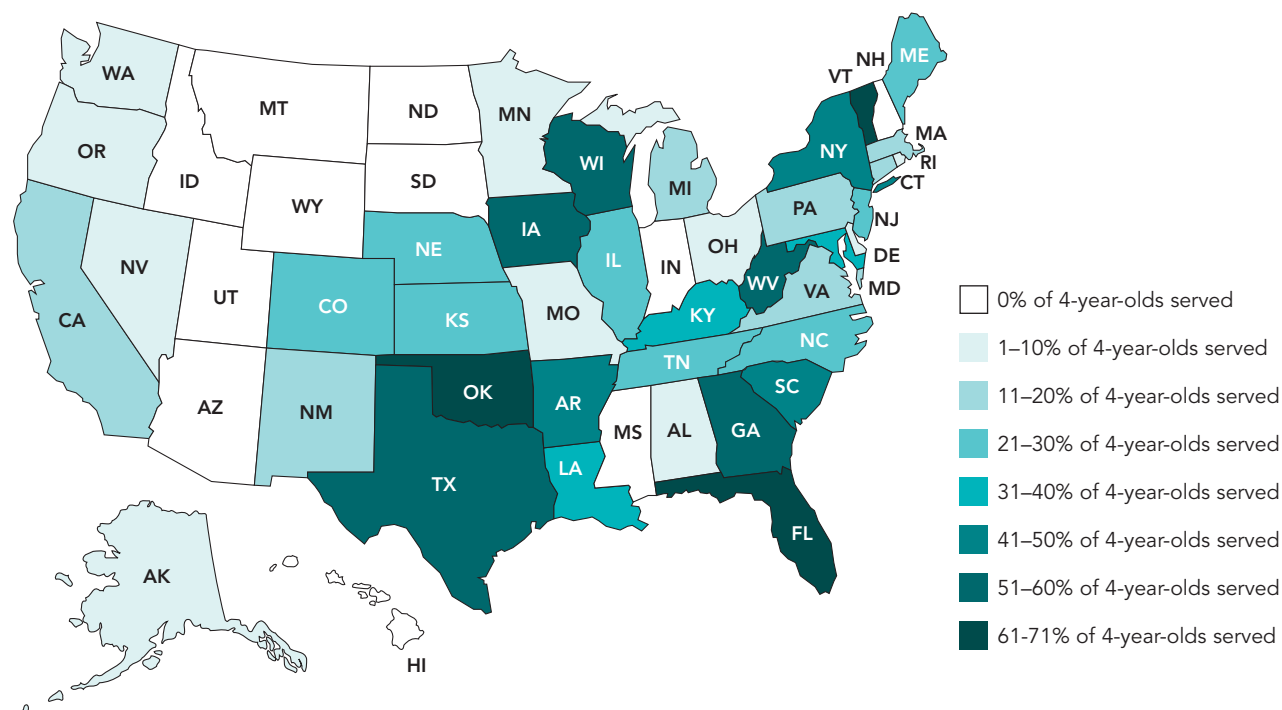 ME
NH
VT
WA
MT
ND
MN
MA
OR
WI
NY
RI
ID
SD
MI
CT
WY
PA
NJ
IA
NE
OH
DE
NV
IL
IN
WV
MD
UT
VA
0% of 4-year-olds served
CO
CA
KS
MO
KY
1–10% of 4-year-olds served
NC
TN
OK
SC
11–20% of 4-year-olds served
AZ
NM
AR
MS
AL
GA
21–30% of 4-year-olds served
LA
TX
31–40% of 4-year-olds served
FL
41–50% of 4-year-olds served
AK
51–60% of 4-year-olds served
61-71% of 4-year-olds served
HI